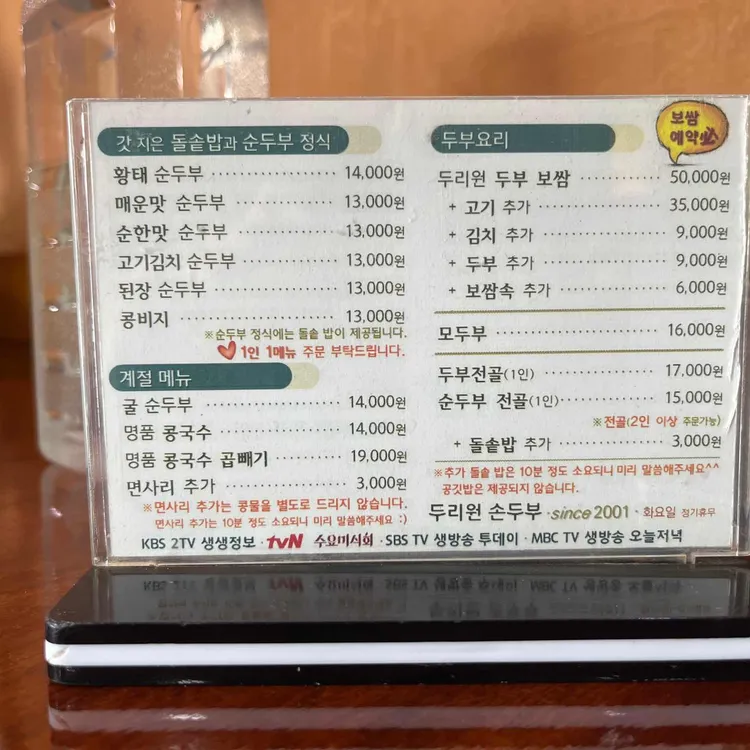 갓 지은 돌솥밥과 순두부 정식
황태 순두부 14,000원
매운맛 순두부 13,000원
순한맛 순두부 13,000원
고기김치 순두부 13,000원
된장 순두부 13,000원
콩비지 13,000원
※순두부 정식에는 돌솥 밥이 제공됩니다.
1인 1메뉴 주문 부탁드립니다.
계절 메뉴
굴 순두부 14,000원
명품 콩국수 14,000원
명품 콩국수 곱빼기 19,000원
면사리 추가 3,000원
※면사리 추가는 콩물을 별도로 드리지 않습니다.
면사리 추가는 10분 정도 소요되니 미리 말씀해주세요 :)
두부요리
보쌈
예약必
두리원 두부 보쌈 50,000원
+ 고기 추가 35,000원
+ 김치 추가 9,000원
+ 두부 추가 9,000원
+ 보쌈속 추가 6,000원
모두부 16,000원
두부전골(1인) 17,000원
순두부 전골(1인) 15,000원
※전골(2인 이상 주문가능)
+ 돌솥밥 추가 3,000원
※추가 돌솥 밥은 10분 정도 소요되니 미리 말씀해주세요^^
공깃밥은 제공되지 않습니다.
두리원 손두부·since 2001·화요일 정기휴무
KBS 2TV 생생정보·tvN 수요미식회·SBS TV 생방송 투데이·MBC TV 생방송 오늘저녁